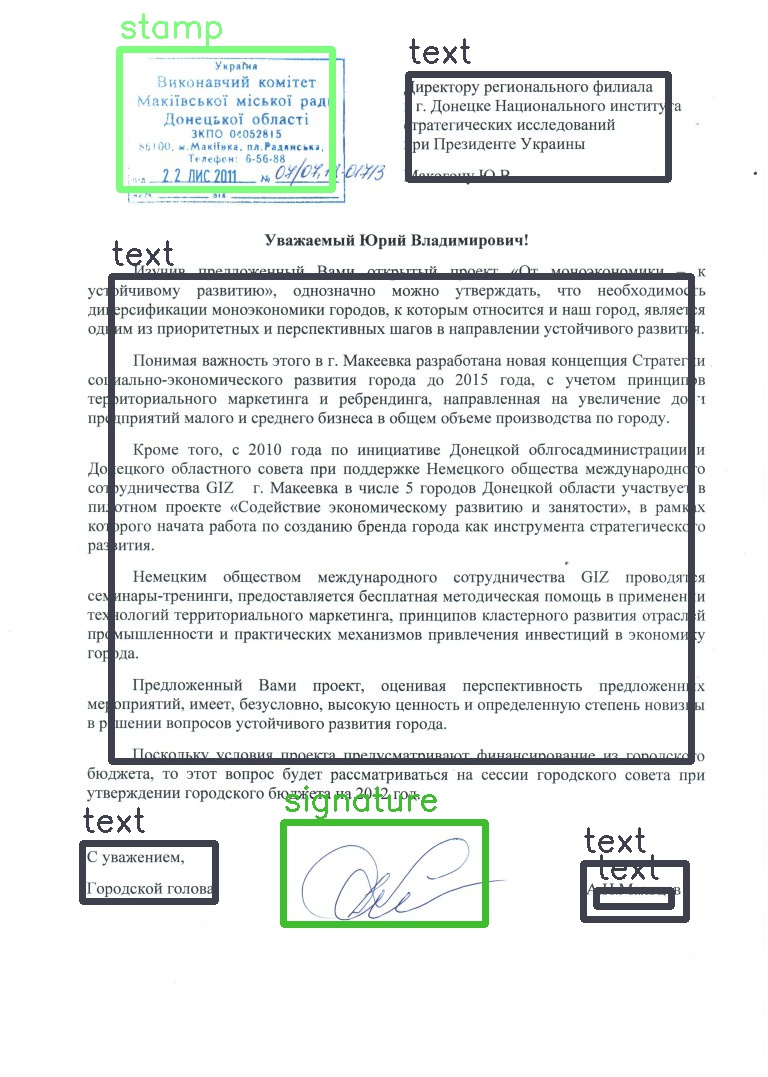 stamp
text
Україна
Виконавчий комітет
Макіївської міської рад
Донецької області
ЗКПО 04052815
86100, м.Макіївка, пл.Радянська,
Телефон: 6-56-88
22 ЛИС 2011 №
Директору регионального филиала
г. Донецке Национального института
стратегических исследований
при Президенте Украины
Макогону Ю.В.
Уважаемый Юрий Владимирович!
text
Изучив предложенный Вами открытый проект «От моноэкономики – к
устойчивому развитию», однозначно можно утверждать, что необходимость
диверсификации моноэкономики городов, к которым относится и наш город, является
одним из приоритетных и перспективных шагов в направлении устойчивого развития.
Понимая важность этого в г. Макеевка разработана новая концепция Стратегии
социально-экономического развития города до 2015 года, с учетом принципов
территориального маркетинга и ребрендинга, направленная на увеличение доли
предприятий малого и среднего бизнеса в общем объеме производства по городу.
Кроме того, с 2010 года по инициативе Донецкой облгосадминистрации и
Донецкого областного совета при поддержке Немецкого общества международного
сотрудничества GIZ г. Макеевка в числе 5 городов Донецкой области участвует в
пилотном проекте «Содействие экономическому развитию и занятости», в рамках
которого начата работа по созданию бренда города как инструмента стратегического
развития.
Немецким обществом международного сотрудничества GIZ проводятся
семинары-тренинги, предоставляется бесплатная методическая помощь в применении
технологий территориального маркетинга, принципов кластерного развития отраслей
промышленности и практических механизмов привлечения инвестиций в экономику
города.
Предложенный Вами проект, оценивая перспективность предложенных
мероприятий, имеет, безусловно, высокую ценность и определенную степень новизны
в решении вопросов устойчивого развития города.
Поскольку условия проекта предусматривают финансирование из городского
бюджета, то этот вопрос будет рассматриваться на сессии городского совета при
утверждении городского бюджета на 2012 год.
text
signature
text
text
С уважением,
Городской голова